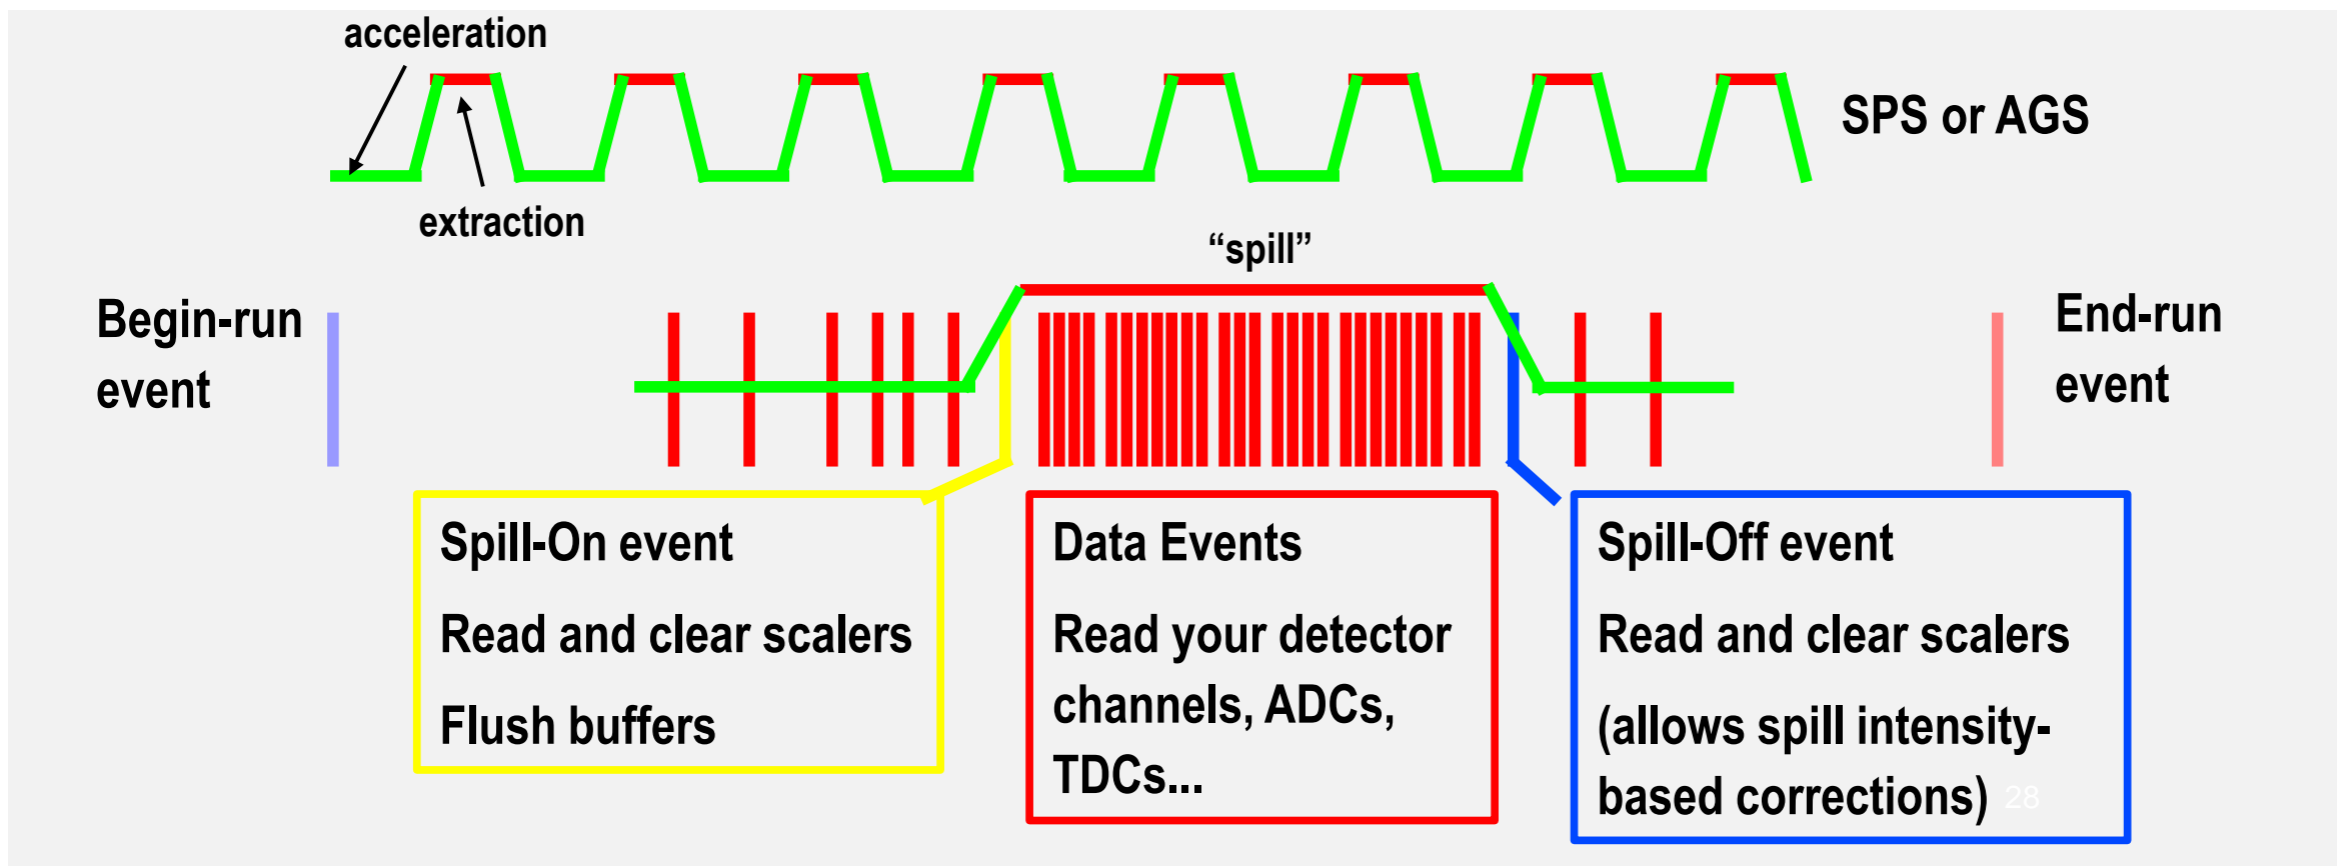 acceleration
SPS or AGS
extraction
“spill”
Begin-run
event
End-run
event
Spill-On event
Read and clear scalers
Flush buffers
Data Events
Read your detector
channels, ADCs,
TDCs...
Spill-Off event
Read and clear scalers
(allows spill intensity-
based corrections)
28